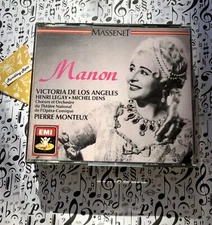 MASSENET
Manon
VICTORIA DE LOS ANGELES
HENRI LEGAY • MICHEL DENS
Chœurs et Orchestre
du Théâtre National
de l'Opéra-Comique
PIERRE MONTEUX
EMI